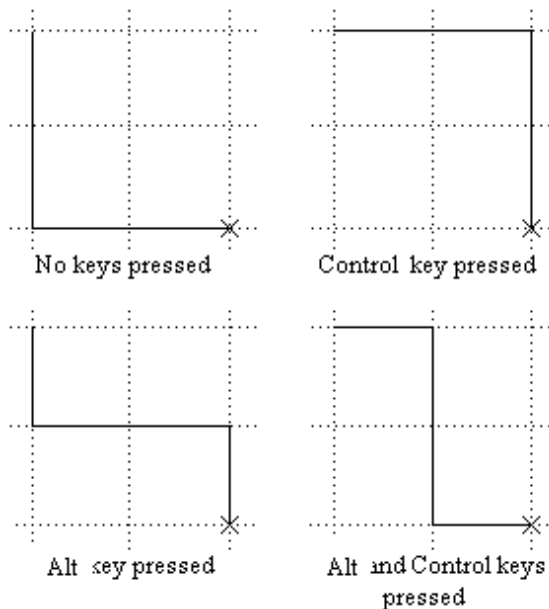 No keys pressed
Control key pressed
Alt key pressed
Alt and Control keys
pressed